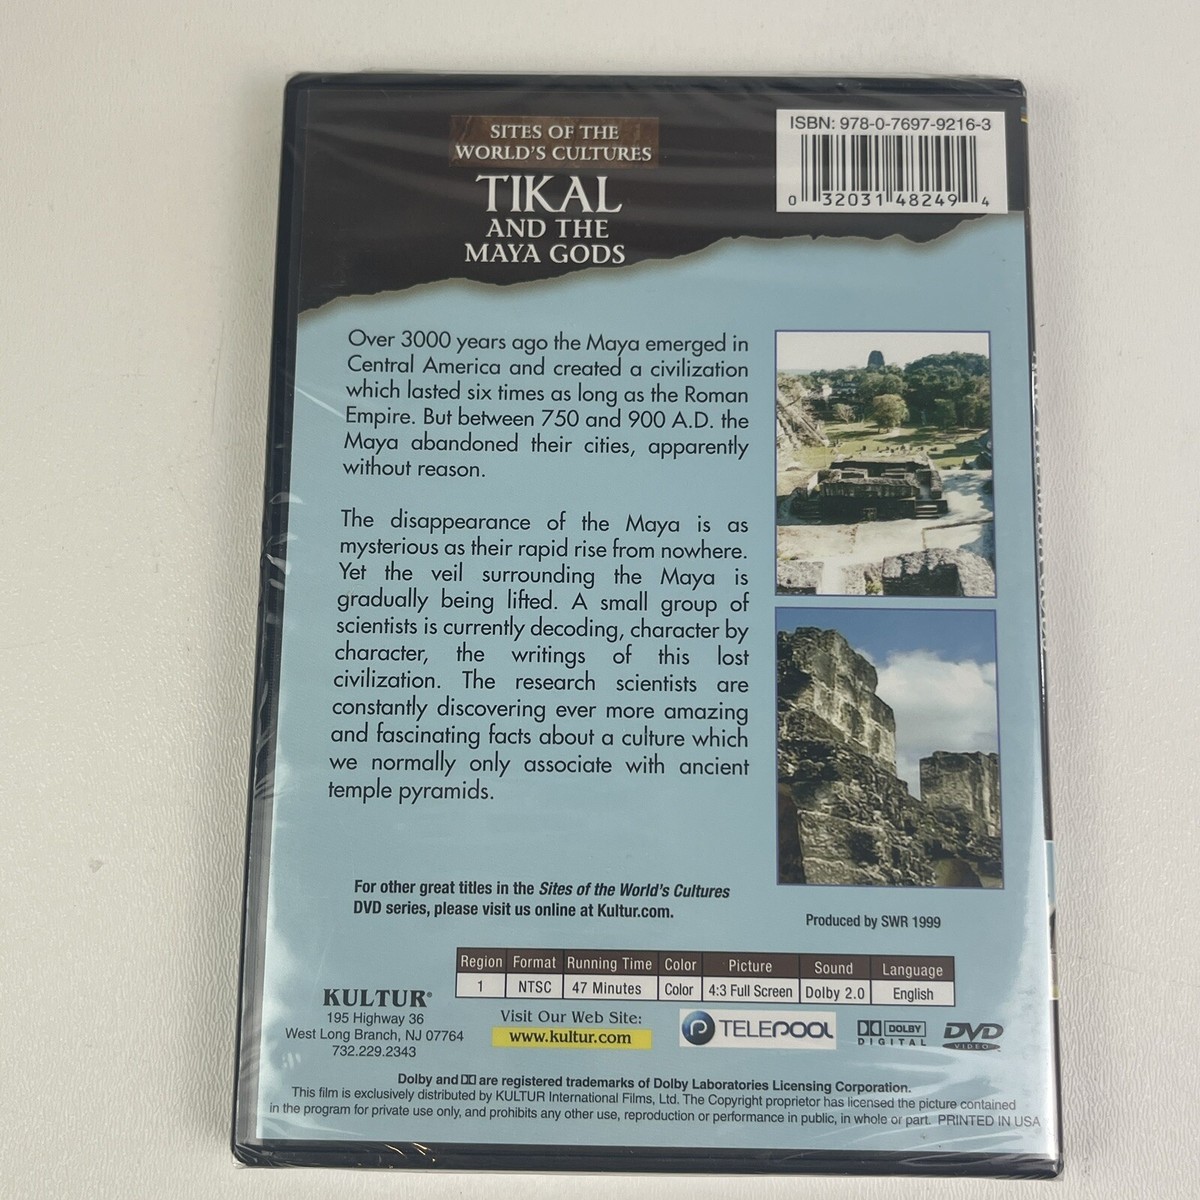 SITES OF THE
WORLD'S CULTURES
TIKAL
AND THE
MAYA GODS
ISBN: 978-0-7697-9216-3
0 32031 48249 4
Over 3000 years ago the Maya emerged in
Central America and created a civilization
which lasted six times as long as the Roman
Empire. But between 750 and 900 A.D. the
Maya abandoned their cities, apparently
without reason.
The disappearance of the Maya is as
mysterious as their rapid rise from nowhere.
Yet the veil surrounding the Maya is
gradually being lifted. A small group of
scientists is currently decoding, character by
character, the writings of this lost
civilization. The research scientists are
constantly discovering ever more amazing
and fascinating facts about a culture which
we normally only associate with ancient
temple pyramids.
For other great titles in the Sites of the World's Cultures
DVD series, please visit us online at Kultur.com.
Produced by SWR 1999
Region Format Running Time Color Picture Sound Language
1 NTSC 47 Minutes Color 4:3 Full Screen Dolby 2.0 English
KULTUR®
195 Highway 36
West Long Branch, NJ 07764
732.229.2343
Visit Our Web Site:
www.kultur.com
TELEPOOL
DOLBY
DIGITAL
DVD
VIDEO
Dolby and DD are registered trademarks of Dolby Laboratories Licensing Corporation.
This film is exclusively distributed by KULTUR International Films, Ltd. The Copyright proprietor has licensed the picture contained
in the program for private use only, and prohibits any other use, reproduction or performance in public, in whole or part. PRINTED IN USA